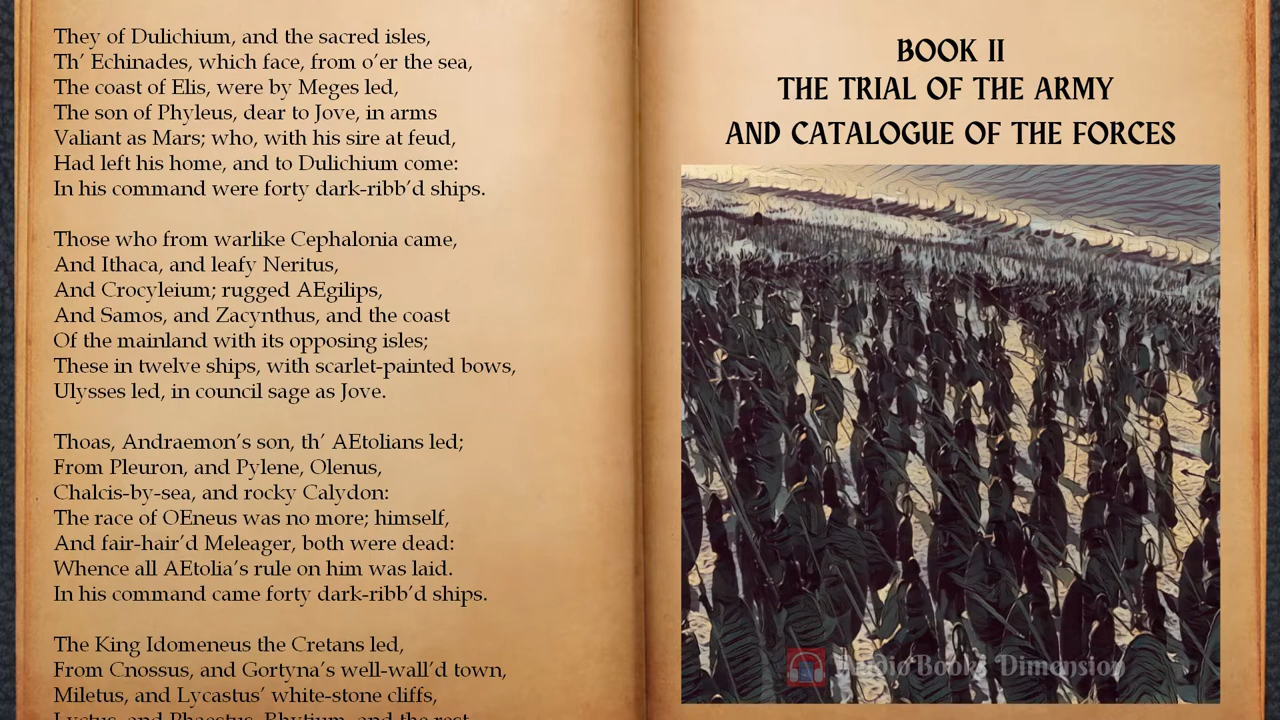 They of Dulichium, and the sacred isles,
Th’ Echinades, which face, from o’er the sea,
The coast of Elis, were by Meges led,
The son of Phyleus, dear to Jove, in arms
Valiant as Mars; who, with his sire at feud,
Had left his home, and to Dulichium come:
In his command were forty dark-ribb’d ships.
Those who from warlike Cephalonia came,
And Ithaca, and leafy Neritus,
And Crocyleium; rugged AEgilips,
And Samos, and Zacynthus, and the coast
Of the mainland with its opposing isles;
These in twelve ships, with scarlet-painted bows,
Ulysses led, in council sage as Jove.
Thoas, Andraemon’s son, th’ AEtolians led;
From Pleuron, and Pylene, Olenus,
Chalcis-by-sea, and rocky Calydon:
The race of OEneus was no more; himself,
And fair-hair’d Meleager, both were dead:
Whence all AEtolia’s rule on him was laid.
In his command came forty dark-ribb’d ships.
The King Idomeneus the Cretans led,
From Cnossus, and Gortyna’s well-wall’d town,
Miletus, and Lycastus’ white-stone cliffs,
Lyctus, and Phaestus, Rhytium, and the rest
BOOK II
THE TRIAL OF THE ARMY
AND CATALOGUE OF THE FORCES
Audio Books Dimension